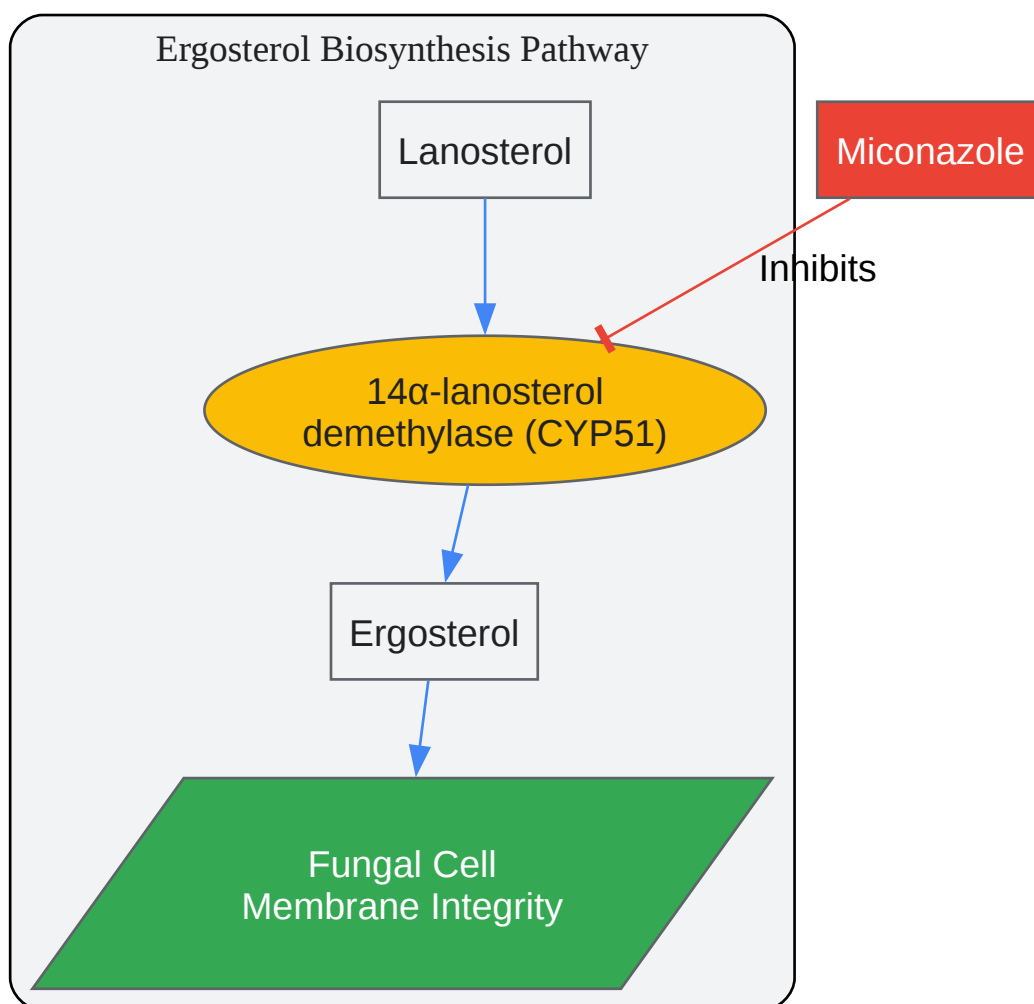 Ergosterol Biosynthesis Pathway
Lanosterol
Miconazole
Inhibits
14α-lanosterol
demethylase (CYP51)
Ergosterol
Fungal Cell
Membrane Integrity